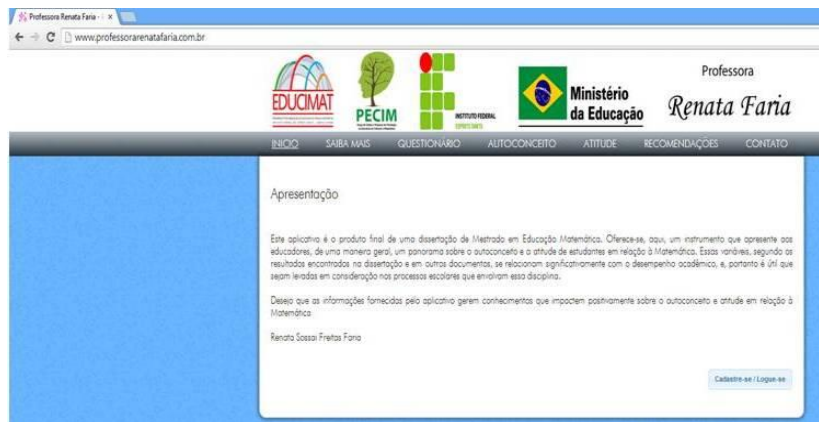 Professora Renata Faria - I
www.professorarenatafaria.com.br
EDUCIMAT
PECIM
INSTITUTO FEDERAL
ESPÍRITO SANTO
Ministério
da Educação
Professora
Renata Faria
INICIO SAIBA MAIS QUESTIONÁRIO AUTOCONCEITO ATITUDE RECOMENDAÇÕES CONTATO
Apresentação
Este aplicativo é o produto final de uma dissertação de Mestrado em Educação Matemática. Oferece-se, aqui, um instrumento que apresente aos
educadores, de uma maneira geral, um panorama sobre o autoconceito e a atitude de estudantes em relação à Matemática. Essas variáveis, segundo os
resultados encontrados na dissertação e em outros documentos, se relacionam significativamente com o desempenho acadêmico, e, portanto é útil que
sejam levadas em consideração nos processos escolares que envolvam essa disciplina.
Desejo que as informações fornecidas pelo aplicativo gerem conhecimentos que impactem positivamente sobre o autoconceito e atitude em relação à
Matemática
Renata Sossai Freitas Faria
Cadastre-se / Logue-se